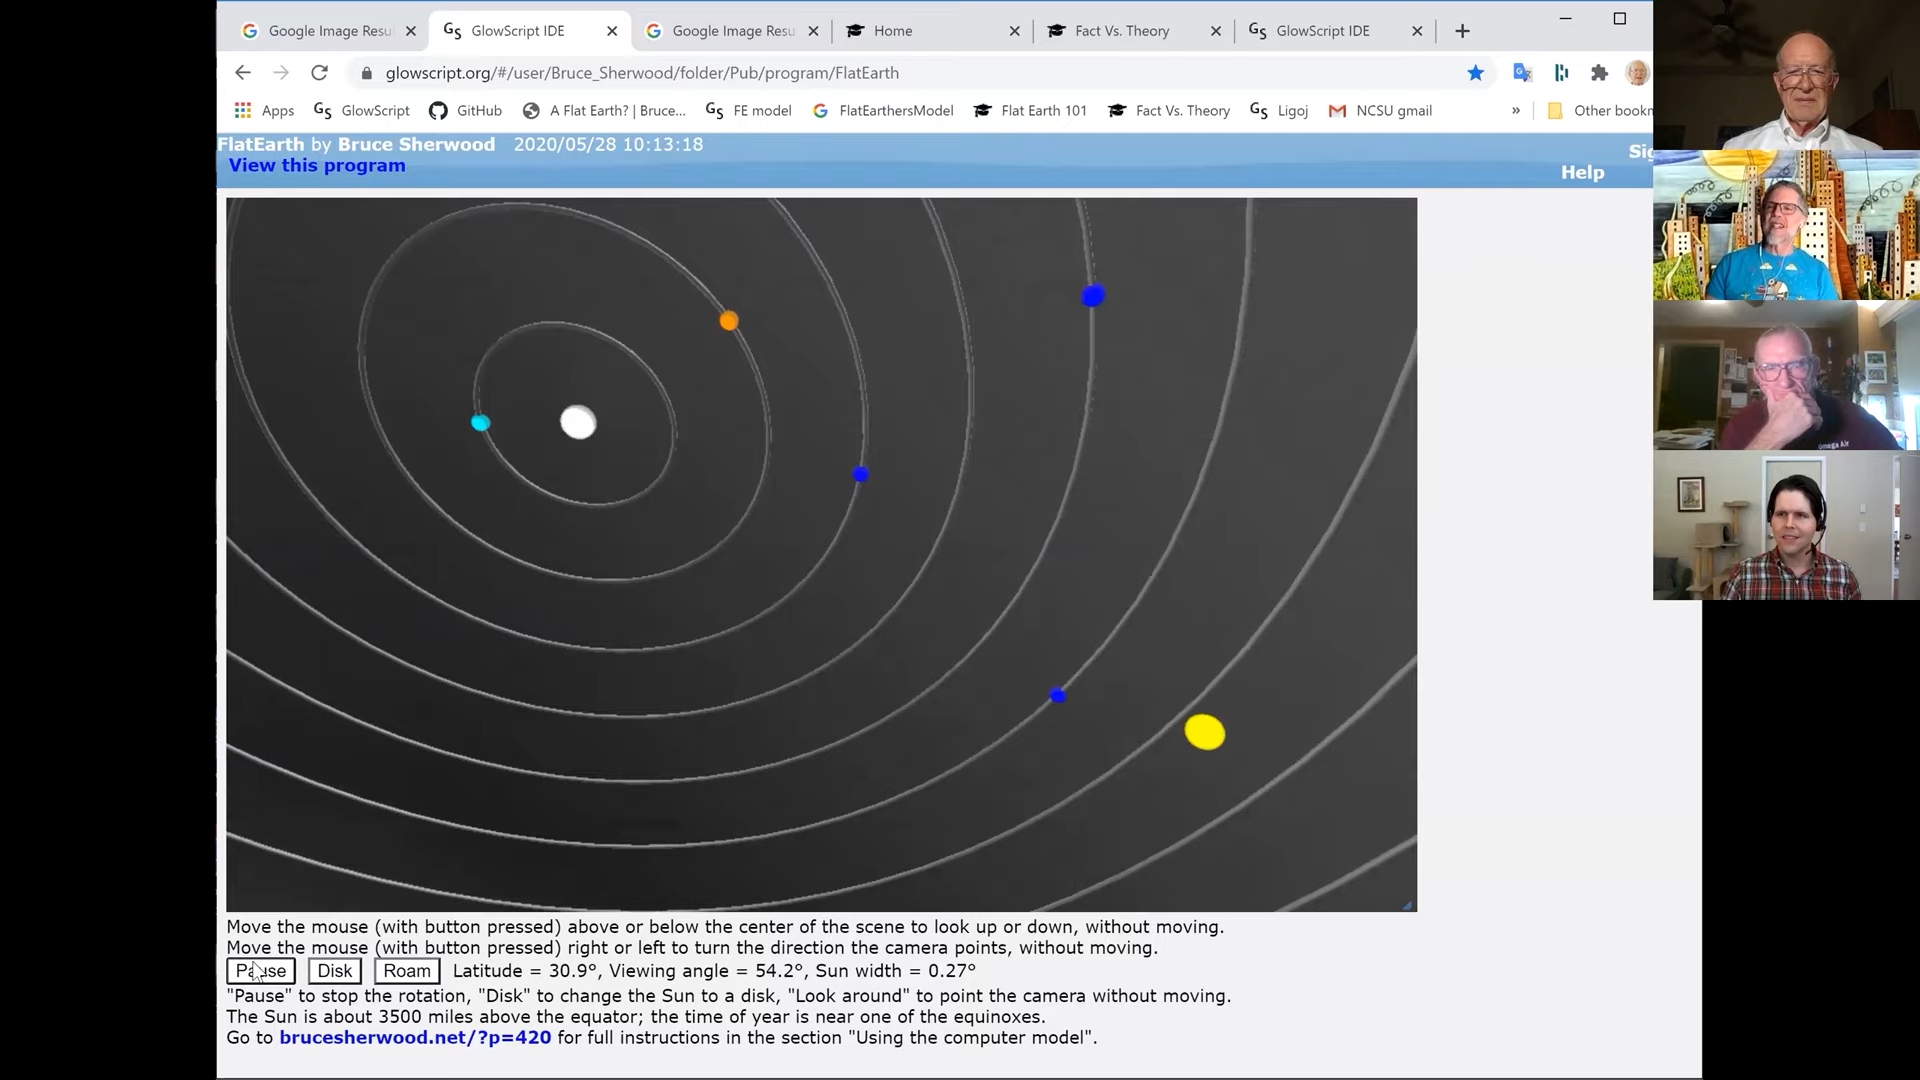 Google Image Resu
GlowScript IDE
Google Image Resu
Home
Fact Vs. Theory
GlowScript IDE
glowscript.org/#/user/Bruce_Sherwood/folder/Pub/program/FlatEarth
Apps
GlowScript
GitHub
A Flat Earth? | Bruce...
FE model
FlatEarthersModel
Flat Earth 101
Fact Vs. Theory
Ligoj
NCSU gmail
»
Other bookm
FlatEarth by Bruce Sherwood 2020/05/28 10:13:18
View this program
Sig
Help
Omega Air
Move the mouse (with button pressed) above or below the center of the scene to look up or down, without moving.
Move the mouse (with button pressed) right or left to turn the direction the camera points, without moving.
Pause Disk Roam Latitude = 30.9°, Viewing angle = 54.2°, Sun width = 0.27°
"Pause" to stop the rotation, "Disk" to change the Sun to a disk, "Look around" to point the camera without moving.
The Sun is about 3500 miles above the equator; the time of year is near one of the equinoxes.
Go to brucesherwood.net/?p=420 for full instructions in the section "Using the computer model".